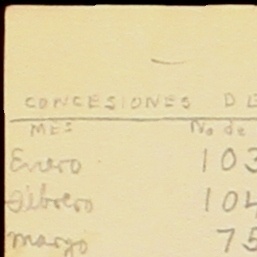 CONCESIONES DE
MES No de
Enero 103
Febrero 104
Marzo 75